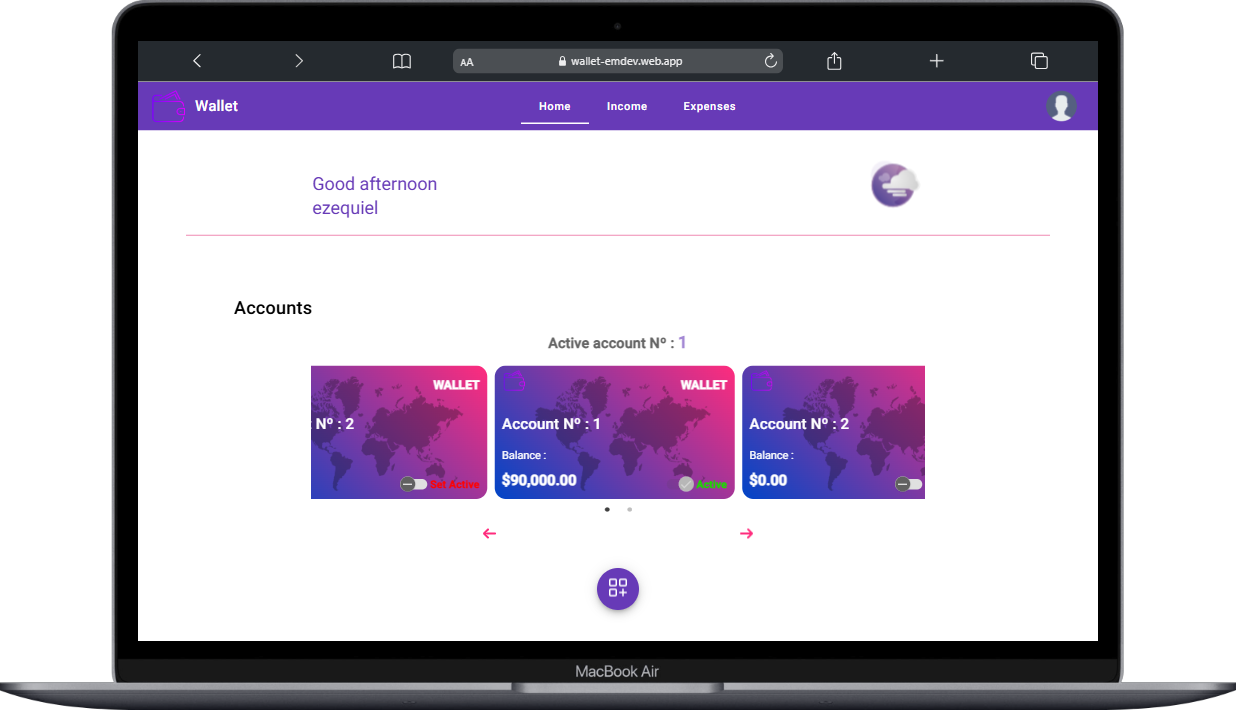 AA wallet-emdev.web.app
Wallet Home Income Expenses
Good afternoon
ezequiel
Accounts
Active account Nº : 1
WALLET
Nº : 2
Set Active
WALLET
Account Nº : 1
Balance :
$90,000.00
Active
Account Nº : 2
Balance :
$0.00
MacBook Air